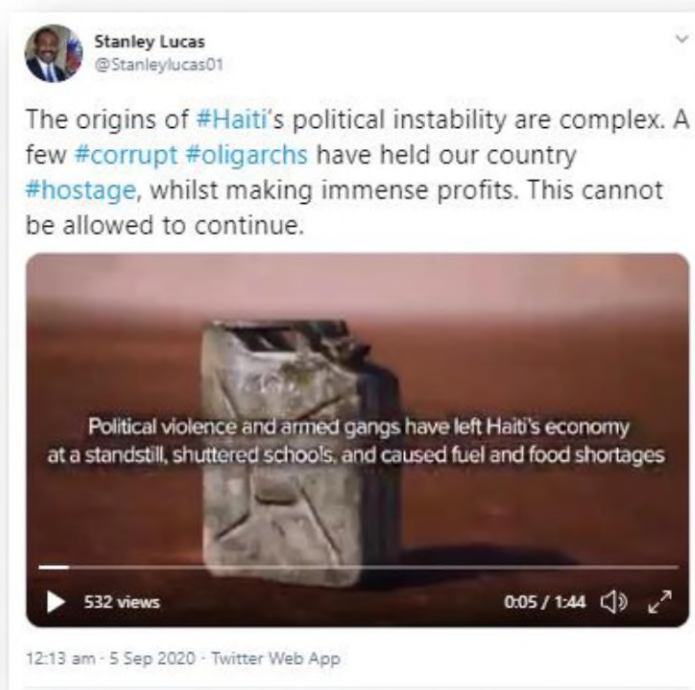 Stanley Lucas
@Stanleylucas01
The origins of #Haiti's political instability are complex. A
few #corrupt #oligarchs have held our country
#hostage, whilst making immense profits. This cannot
be allowed to continue.
Political violence and armed gangs have left Haiti's economy
at a standstill, shuttered schools, and caused fuel and food shortages
532 views
0:05 / 1:44
12:13 am · 5 Sep 2020 · Twitter Web App